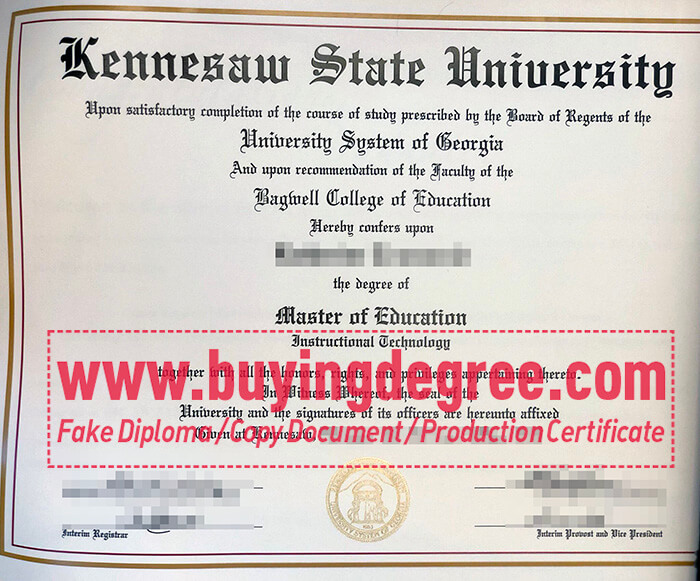 Kennesaw State University
Upon satisfactory completion of the course of study prescribed by the Board of Regents of the
University System of Georgia
And upon recommendation of the Faculty of the
Bagwell College of Education
Hereby confers upon
the degree of
Master of Education
Instructional Technology
together with all the honors, rights, and privileges appertaining thereto.
www.buyingdegree.com
In Witness Whereof, the seal of the
University and the signatures of its officers are hereunto affixed
Fake Diploma / Copy Document / Production Certificate
Given at Kennesaw,
Interim Registrar
Interim Provost and Vice President